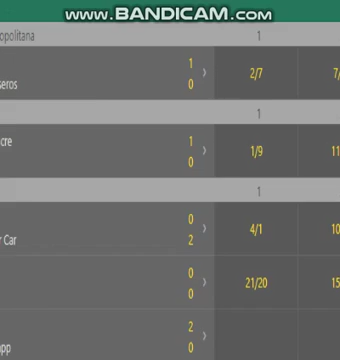 www.BANDICAM.com
opolitana 1
1
seros 0 2/7 7/
1
cre 1 1/9 11
0
1
0 4/1 10
r Car 2
0 21/20 15
0
2
app 0